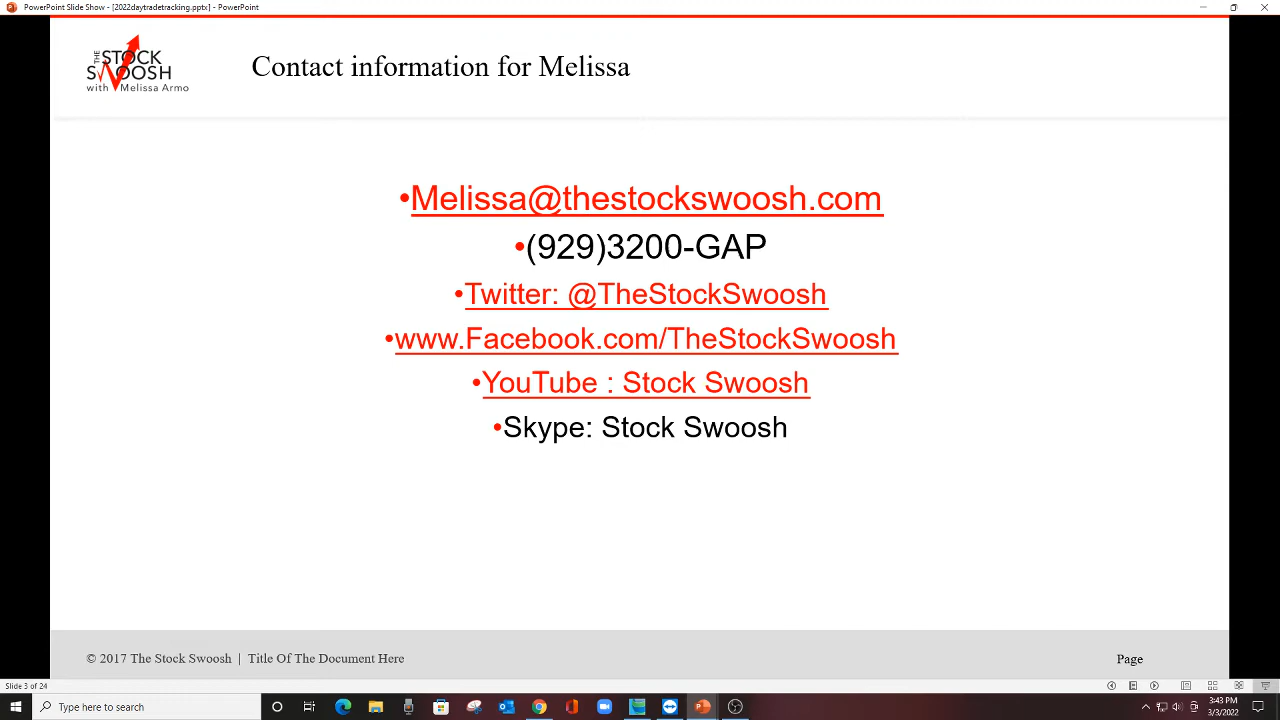 PowerPoint Slide Show - [2022daytradetracking.pptx] - PowerPoint
THE STOCK
SWOOSH
with Melissa Armo
Contact information for Melissa
•Melissa@thestockswoosh.com
•(929)3200-GAP
•Twitter: @TheStockSwoosh
•www.Facebook.com/TheStockSwoosh
•YouTube : Stock Swoosh
•Skype: Stock Swoosh
© 2017 The Stock Swoosh | Title Of The Document Here
Page
Slide 3 of 24
Type here to search
3:43 PM
3/3/2022